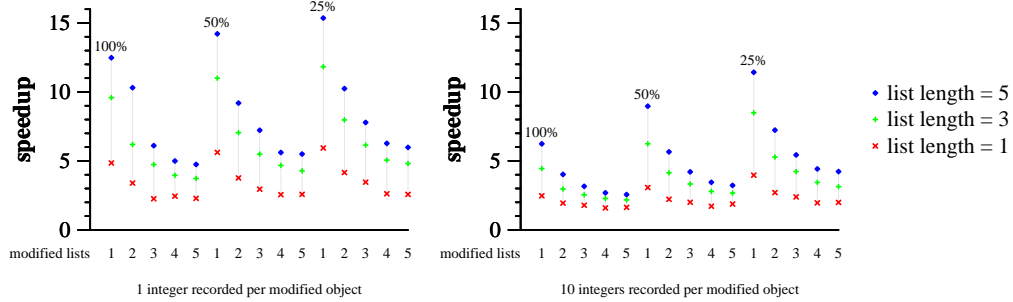 15
10
5
0
speedup
100%
50%
25%
modified lists 1 2 3 4 5 1 2 3 4 5 1 2 3 4 5
1 integer recorded per modified object
15
10
5
0
speedup
100%
50%
25%
modified lists 1 2 3 4 5 1 2 3 4 5 1 2 3 4 5
10 integers recorded per modified object
list length = 5
list length = 3
list length = 1